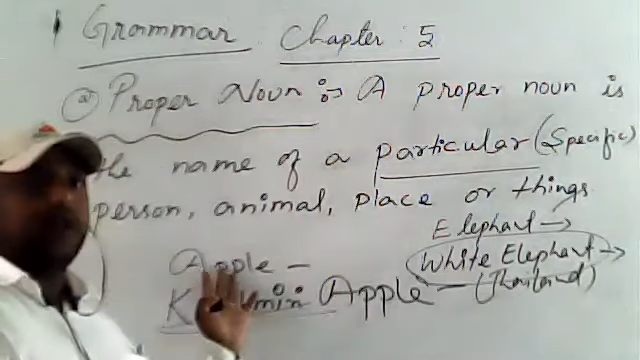 Grammar Chapter : 5
(a) Proper Noun :- A proper noun is
the name of a particular (Specific)
person, animal, place or things
Elephant →
Apple - White Elephant →
Apple - (Thailand)